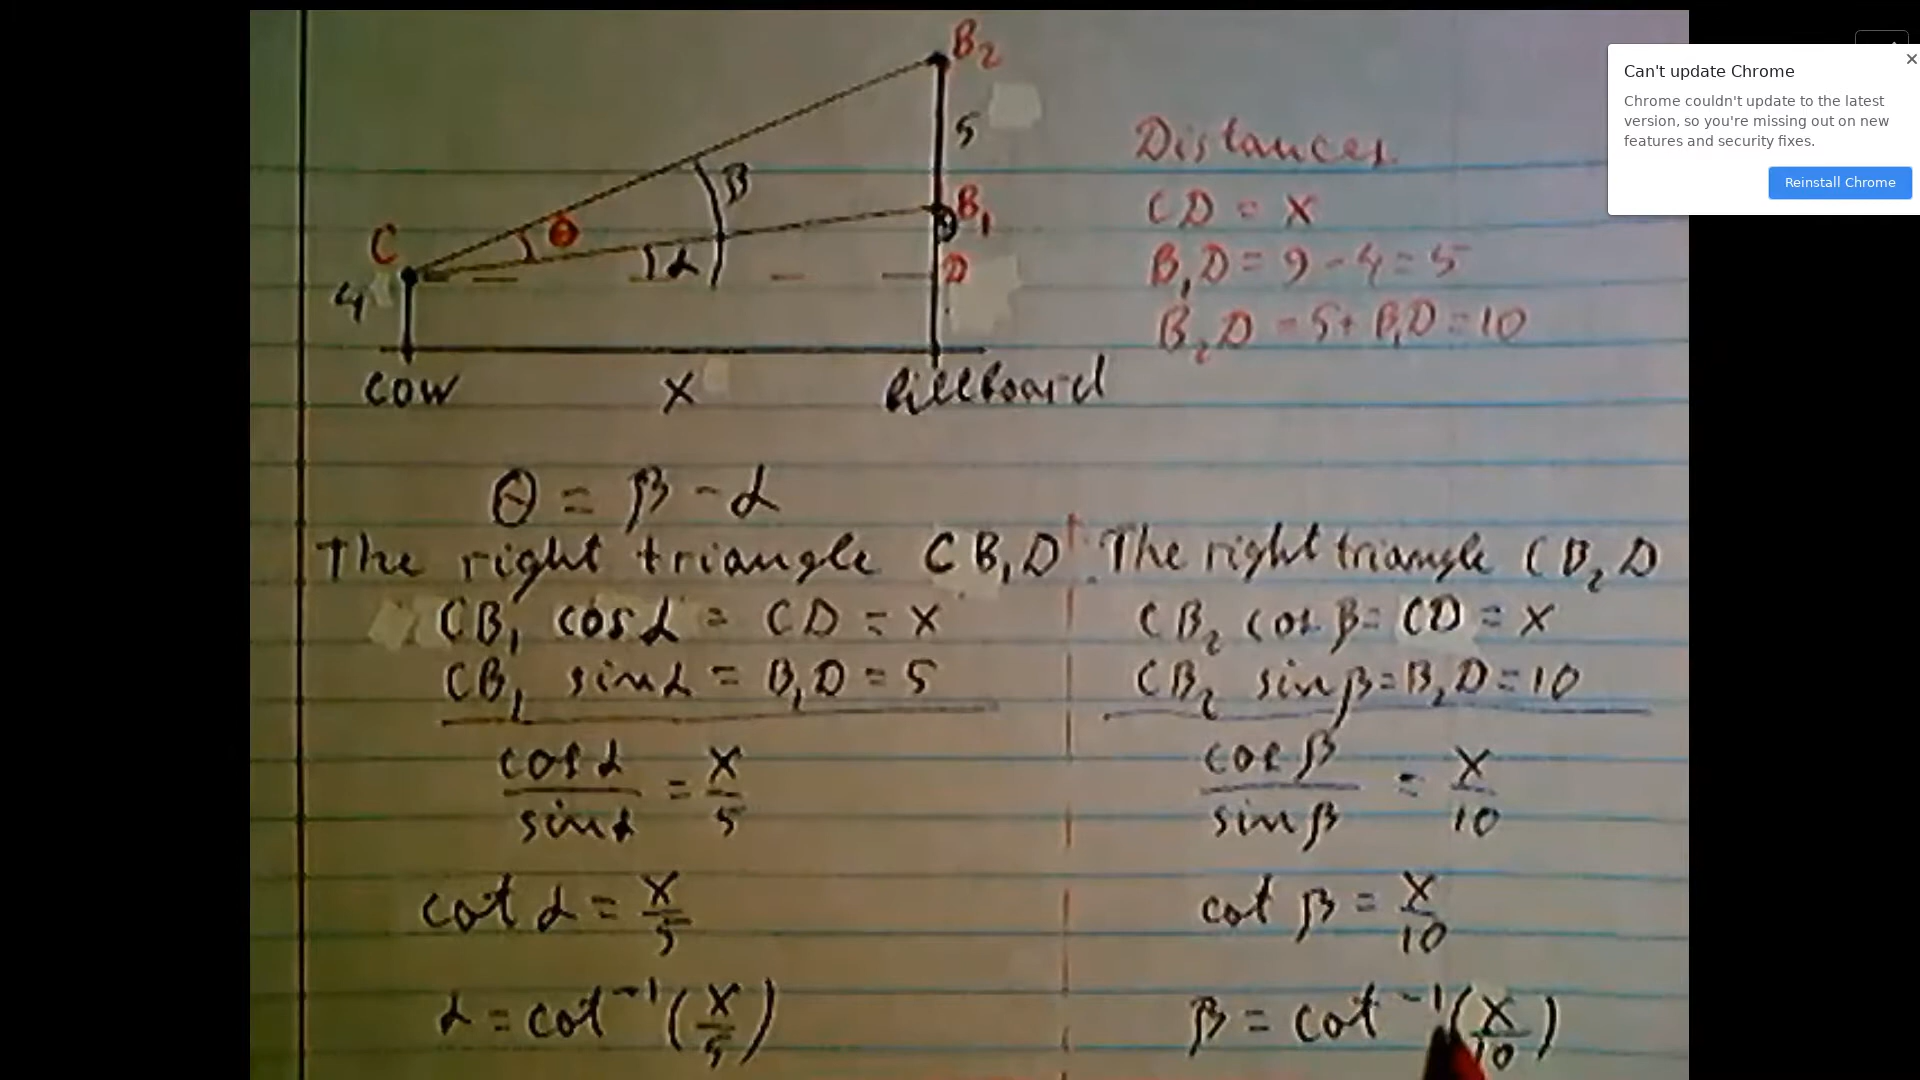 B2
5
B
B1
C
θ
α
D
4
cow
x
billboard
Distances
CD = x
B1D = 9 - 4 = 5
B2D = 5 + B1D = 10
θ = β - α
The right triangle CB1D
CB1 cos α = CD = x
CB1 sin α = B1D = 5
cos α / sin α = x / 5
cot α = x / 5
α = cot⁻¹(x/5)
The right triangle CB2D
CB2 cos β = CD = x
CB2 sin β = B2D = 10
cos β / sin β = x / 10
cot β = x / 10
β = cot⁻¹(x/10)
Can't update Chrome
Chrome couldn't update to the latest
version, so you're missing out on new
features and security fixes.
Reinstall Chrome